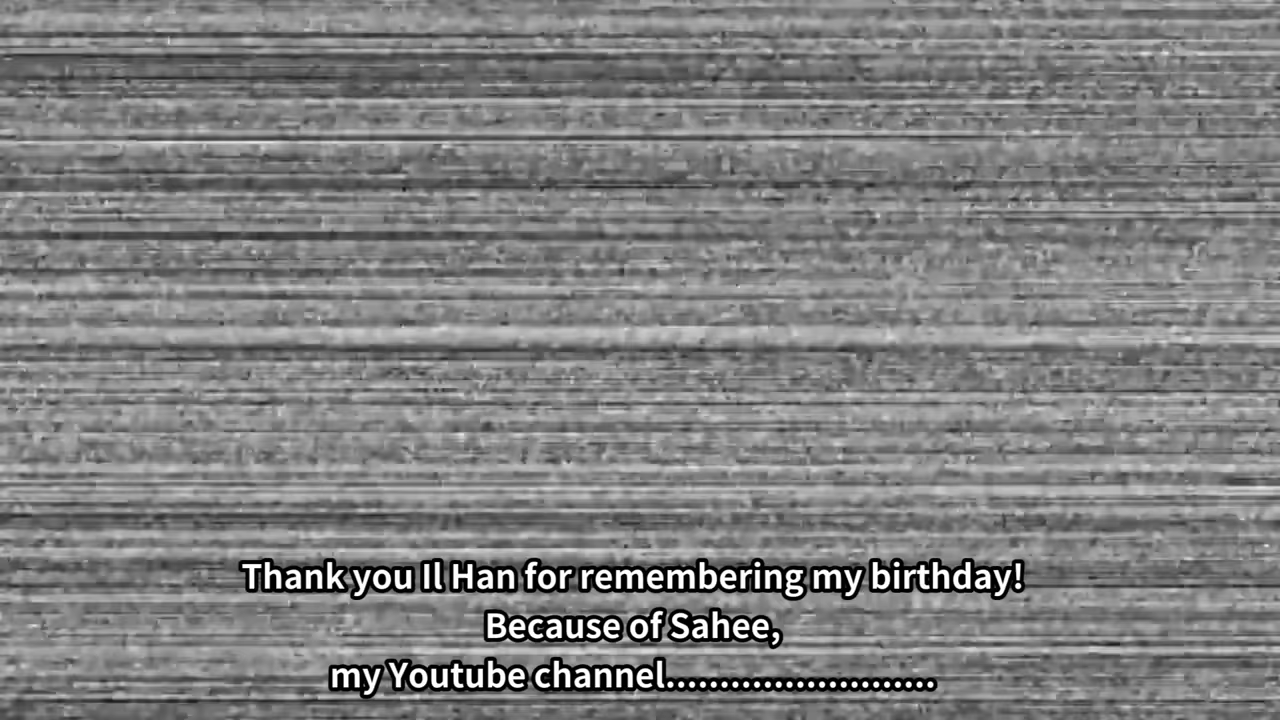 Thank you Il Han for remembering my birthday!
Because of Sahee,
my Youtube channel.........................